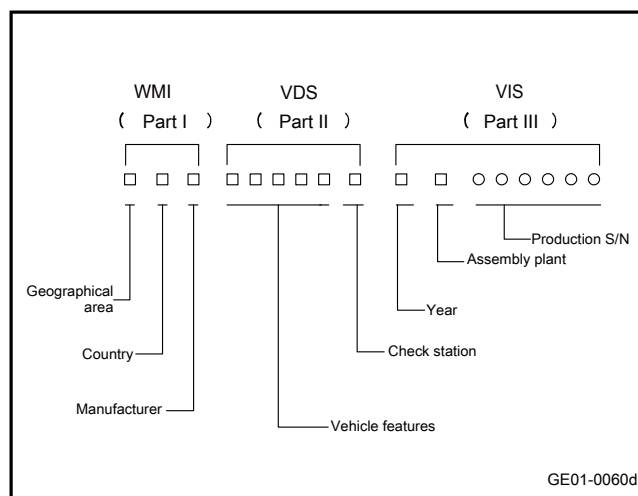 WMI VDS VIS
( Part I ) ( Part II ) ( Part III )
Production S/N
Assembly plant
Geographical
area
Year
Country
Check station
Manufacturer
Vehicle features
GE01-0060d